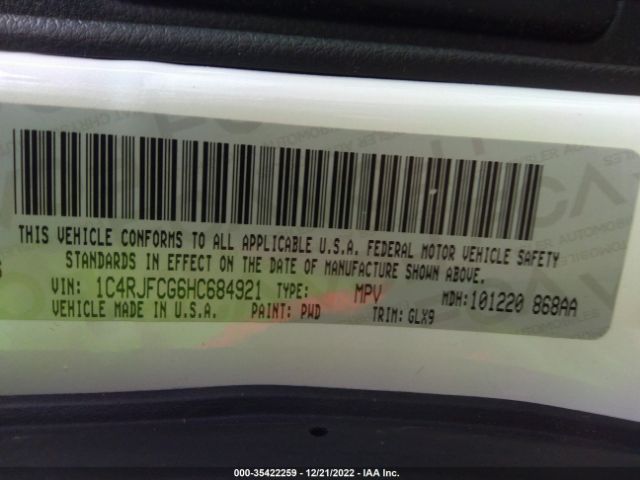 THIS VEHICLE CONFORMS TO ALL APPLICABLE U.S.A. FEDERAL MOTOR VEHICLE SAFETY
STANDARDS IN EFFECT ON THE DATE OF MANUFACTURE SHOWN ABOVE.
VIN: 1C4RJFCG6HC684921 TYPE: MPV MDH: 101220 868AA
VEHICLE MADE IN U.S.A. PAINT: PWD TRIM: GLX9
000-35422259 - 12/21/2022 - IAA Inc.